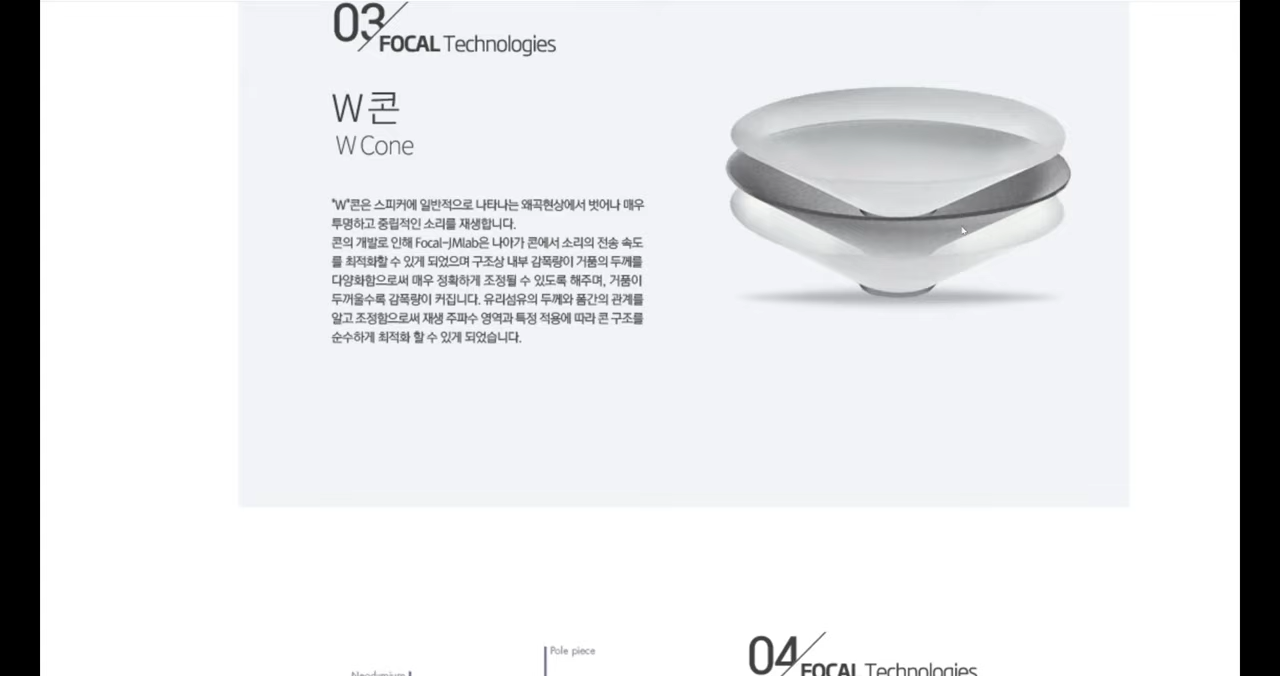 03
FOCAL Technologies
W콘
W Cone
"W"콘은 스피커에 일반적으로 나타나는 왜곡현상에서 벗어나 매우
투명하고 중립적인 소리를 재생합니다.
콘의 개발로 인해 Focal-JMlab은 나아가 콘에서 소리의 전송 속도
를 최적화할 수 있게 되었으며 구조상 내부 감폭량이 거품의 두께를
다양화함으로써 매우 정확하게 조정될 수 있도록 해주며, 거품이
두꺼울수록 감폭량이 커집니다. 유리섬유의 두께와 폼간의 관계를
알고 조정함으로써 재생 주파수 영역과 특정 적용에 따라 콘 구조를
순수하게 최적화 할 수 있게 되었습니다.
Pole piece
Neodymium
04
FOCAL Technologies